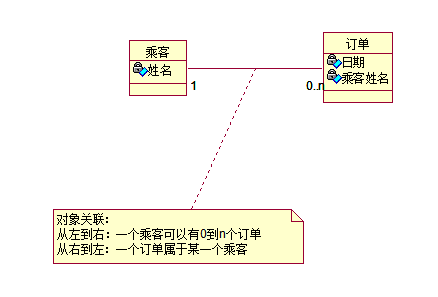 乘客
姓名
订单
日期
乘客姓名
1
0..n
对象关联：
从左到右：一个乘客可以有0到n个订单
从右到左：一个订单属于某一个乘客